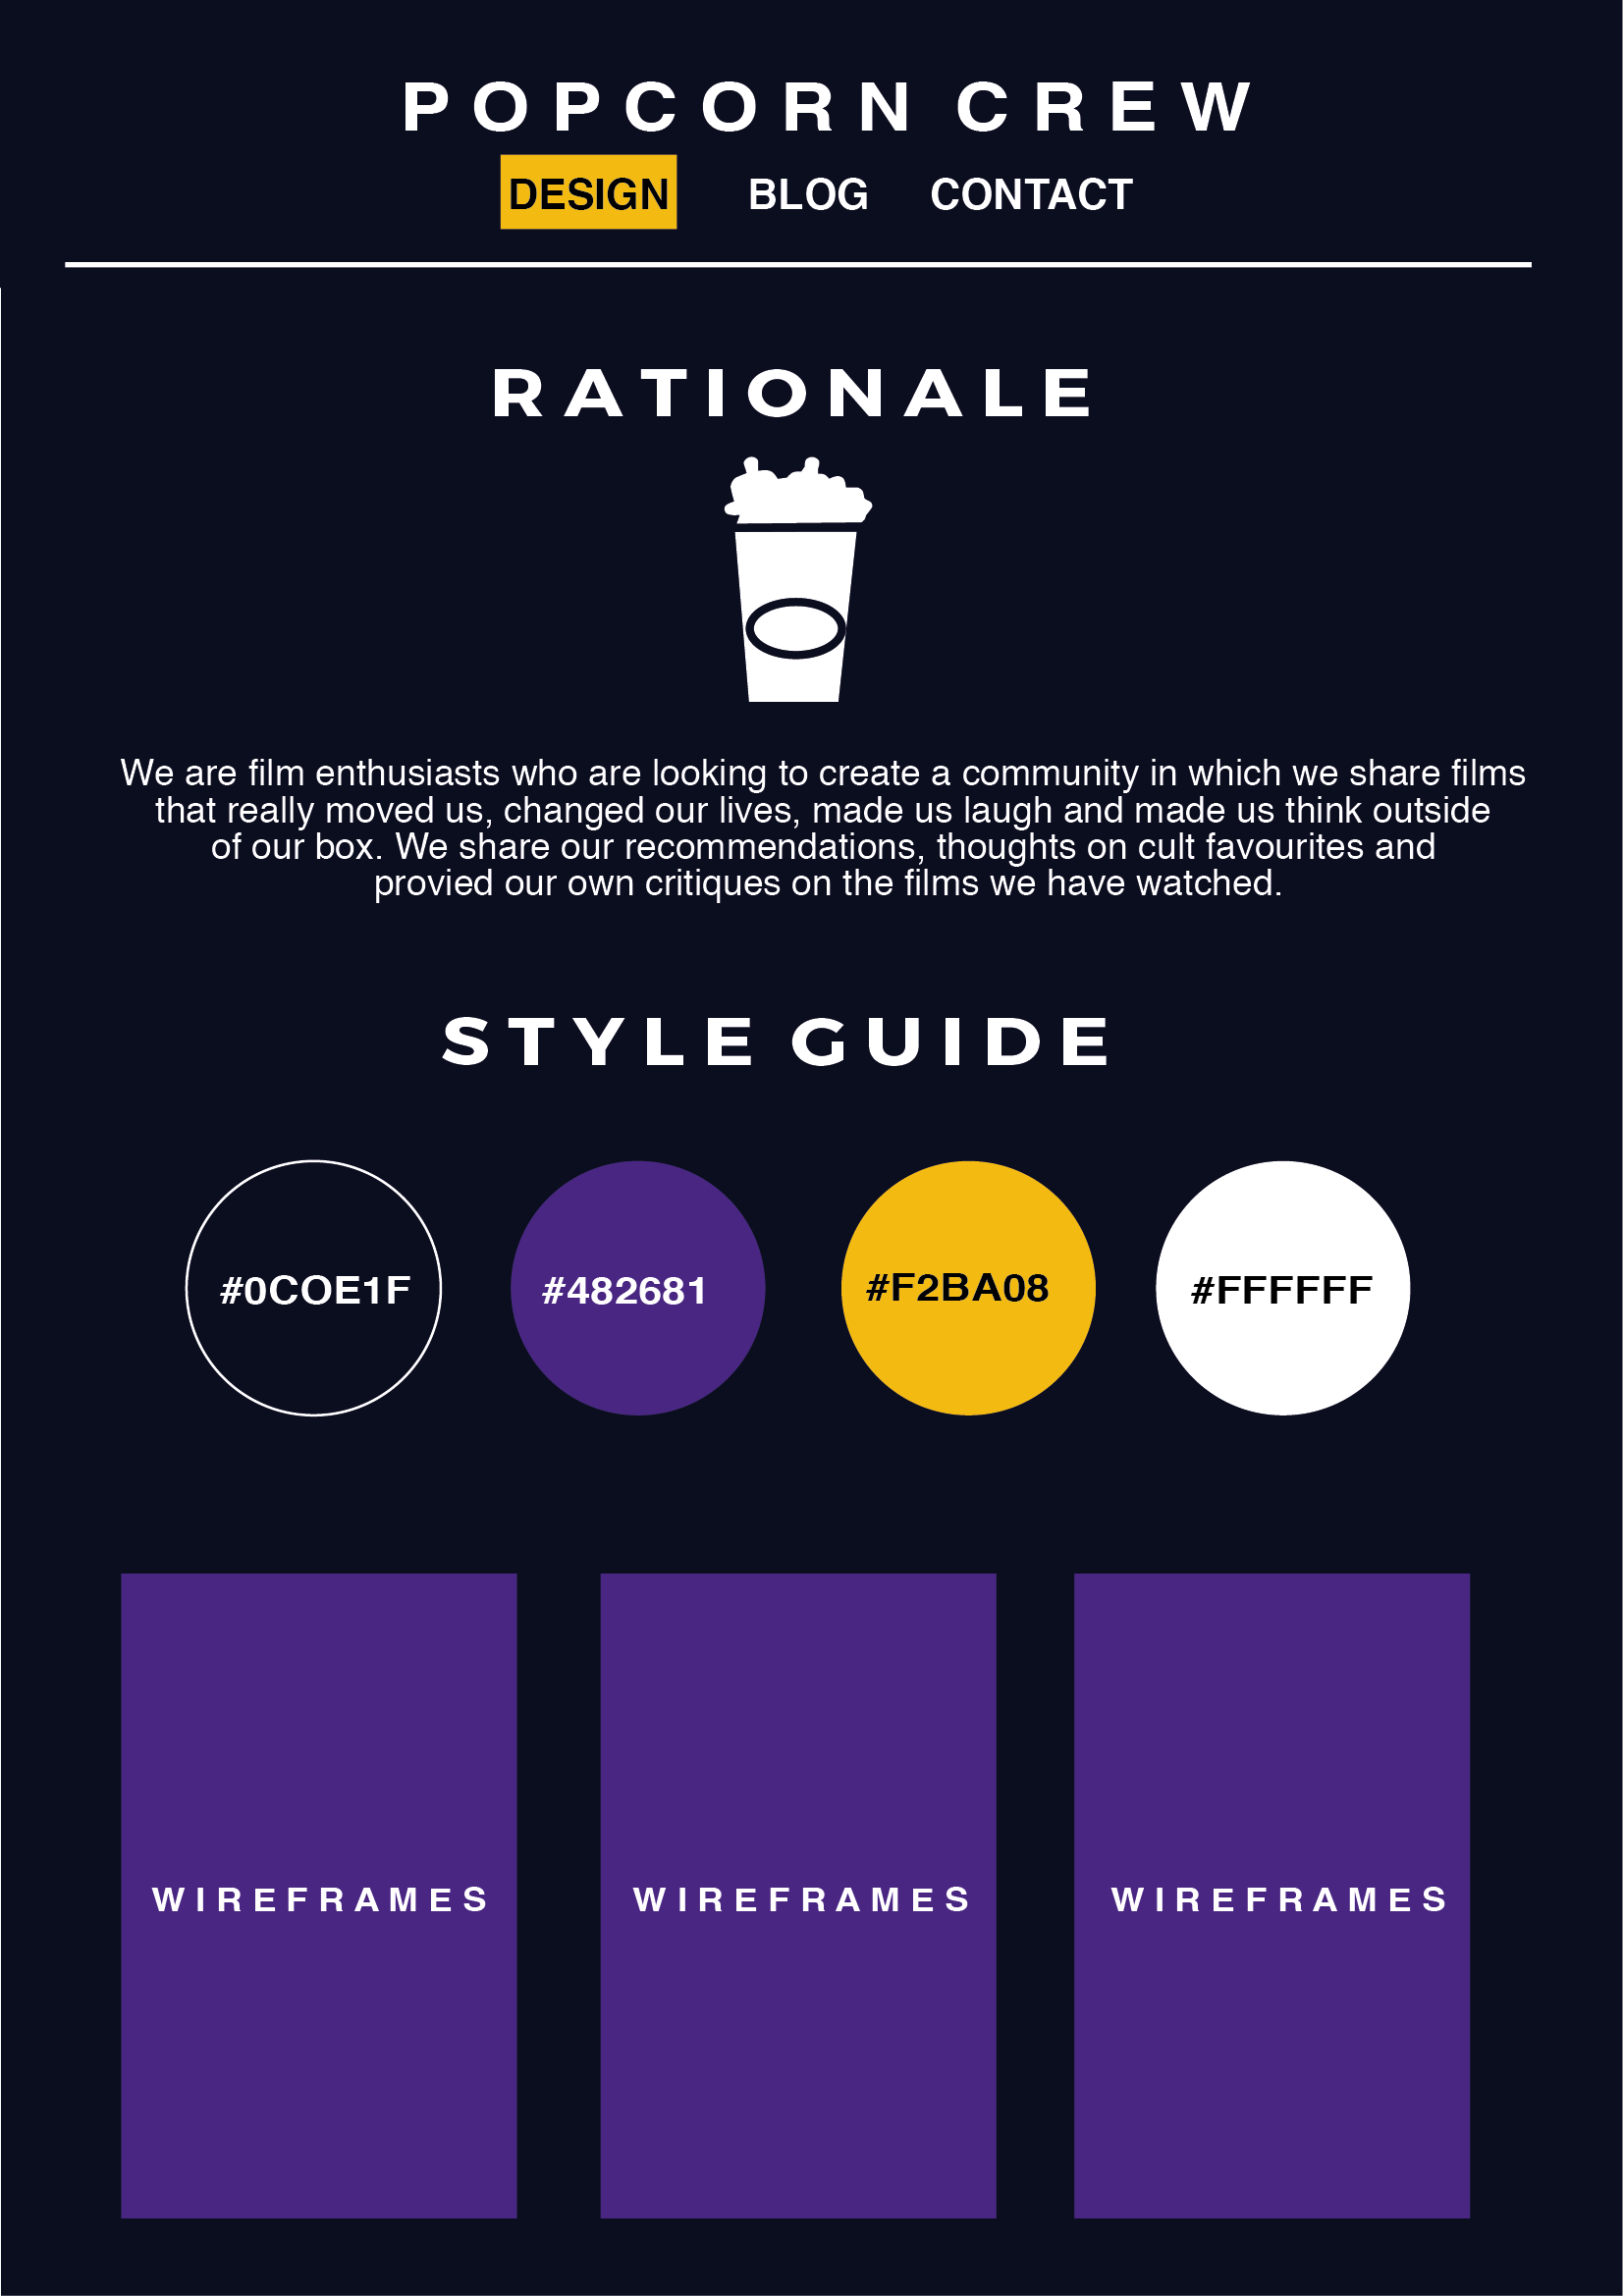 POPCORN CREW
DESIGN BLOG CONTACT
RATIONALE
We are film enthusiasts who are looking to create a community in which we share films
that really moved us, changed our lives, made us laugh and made us think outside
of our box. We share our recommendations, thoughts on cult favourites and
provied our own critiques on the films we have watched.
STYLE GUIDE
#0COE1F #482681 #F2BA08 #FFFFFF
WIREFRAMES WIREFRAMES WIREFRAMES